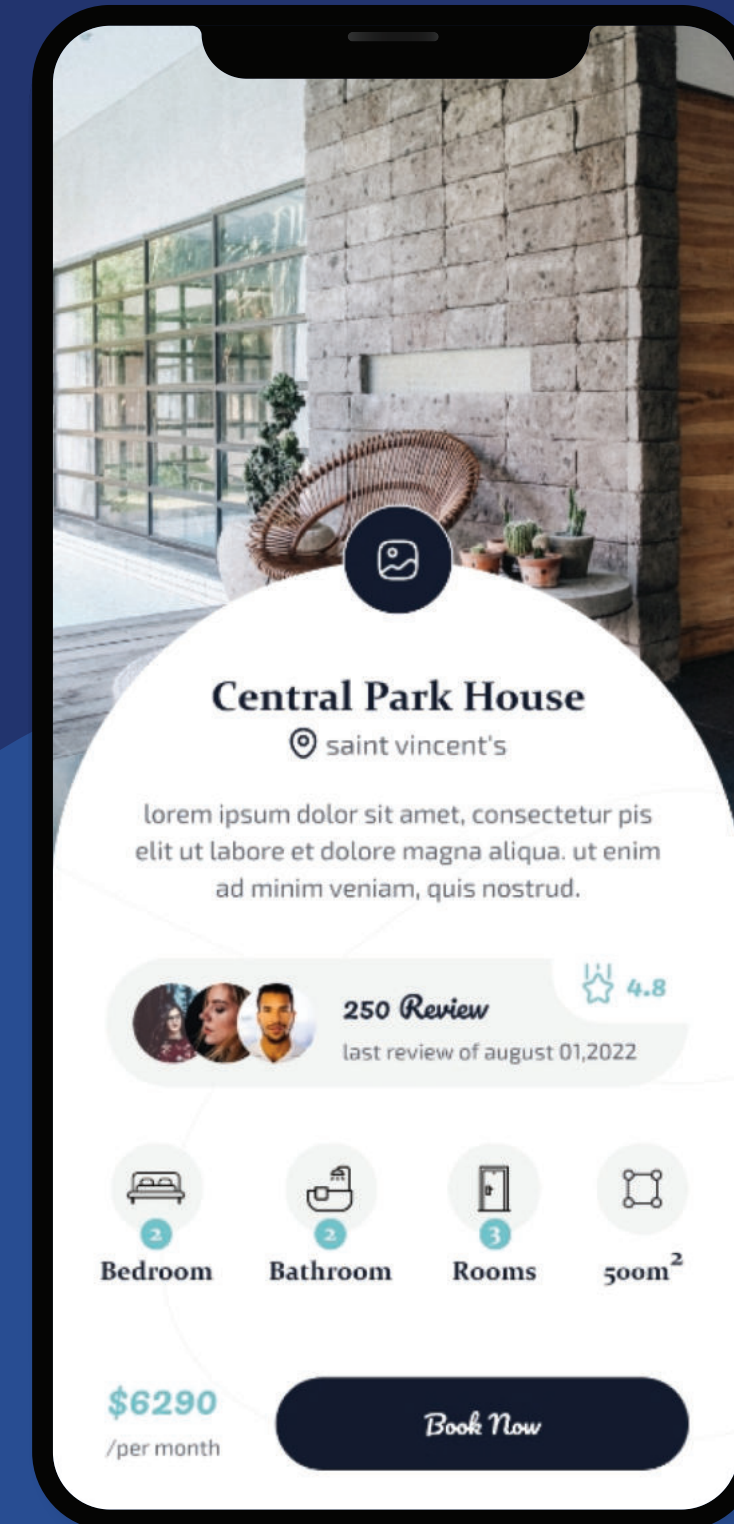 Central Park House
saint vincent's
lorem ipsum dolor sit amet, consectetur pis
elit ut labore et dolore magna aliqua. ut enim
ad minim veniam, quis nostrud.
4.8
250 Review
last review of august 01,2022
2 2 3
Bedroom Bathroom Rooms 500m²
$6290
/per month
Book Now